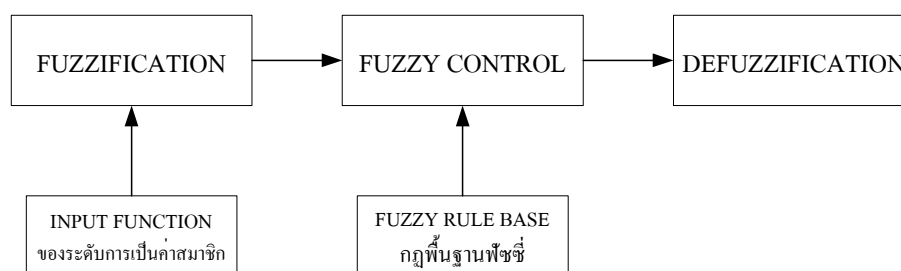 FUZZIFICATION
FUZZY CONTROL
DEFUZZIFICATION
INPUT FUNCTION
ของระดับการเป็นค่าสมาชิก
FUZZY RULE BASE
กฎพื้นฐานฟัซซี่